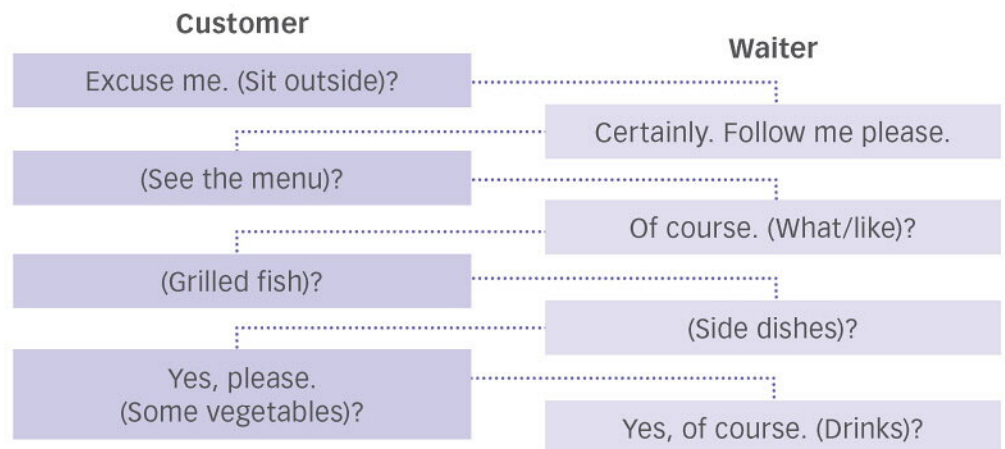 Customer
Waiter
Excuse me. (Sit outside)?
Certainly. Follow me please.
(See the menu)?
Of course. (What/like)?
(Grilled fish)?
(Side dishes)?
Yes, please.
(Some vegetables)?
Yes, of course. (Drinks)?